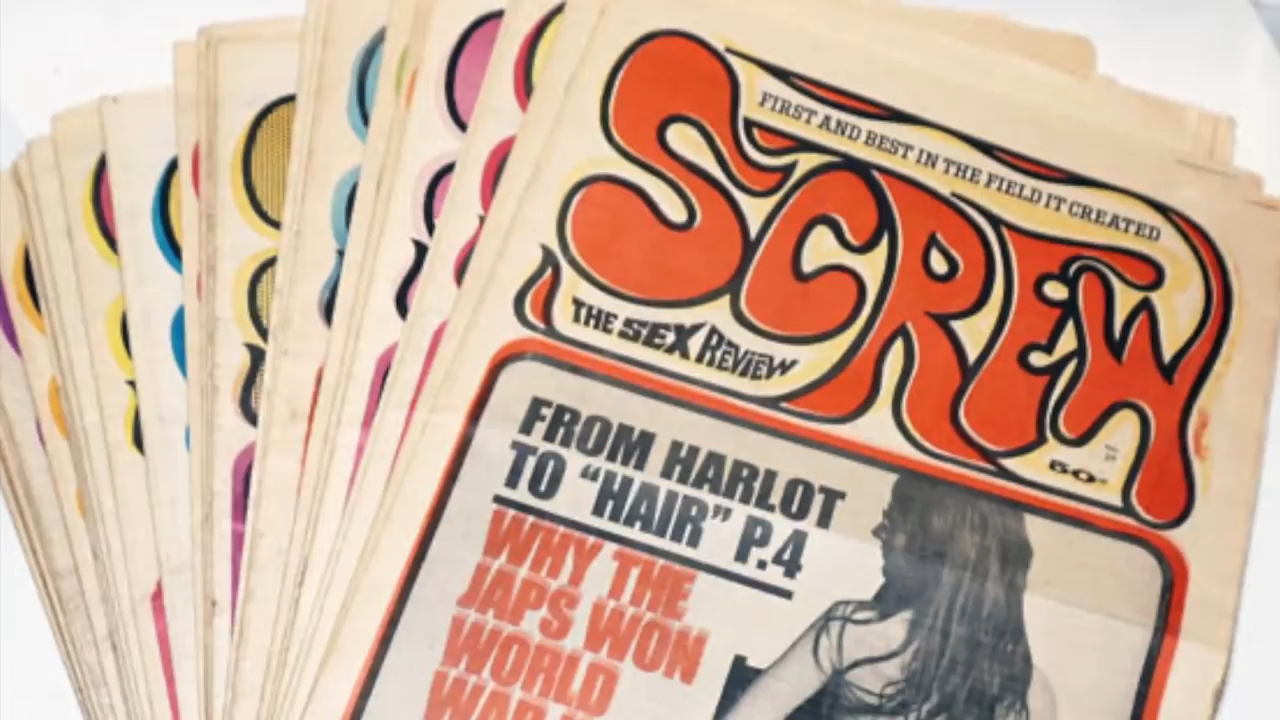 FIRST AND BEST IN THE FIELD IT CREATED
SCREW
THE SEX REVIEW
50¢
FROM HARLOT
TO “HAIR” P.4
WHY THE
JAPS WON
WORLD
WAR